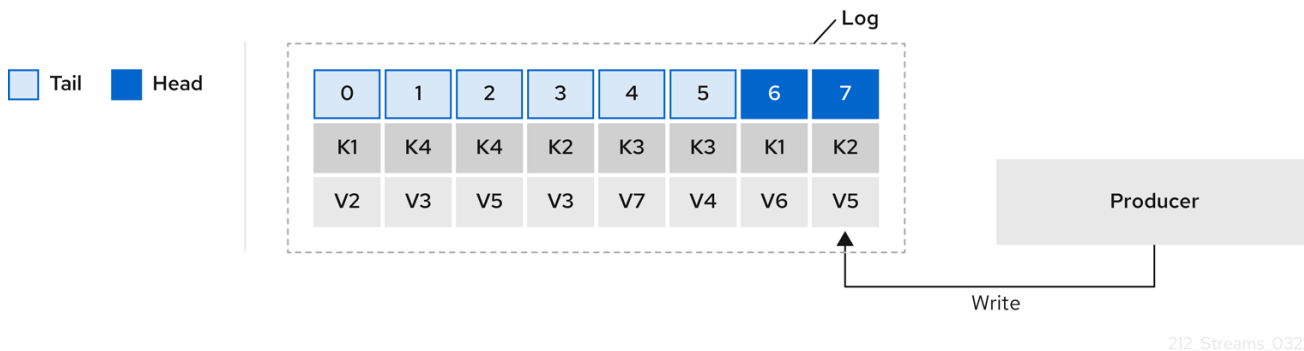 Log
Tail Head
0 1 2 3 4 5 6 7
K1 K4 K4 K2 K3 K3 K1 K2
V2 V3 V5 V3 V7 V4 V6 V5
Producer
Write
212_Streams_032